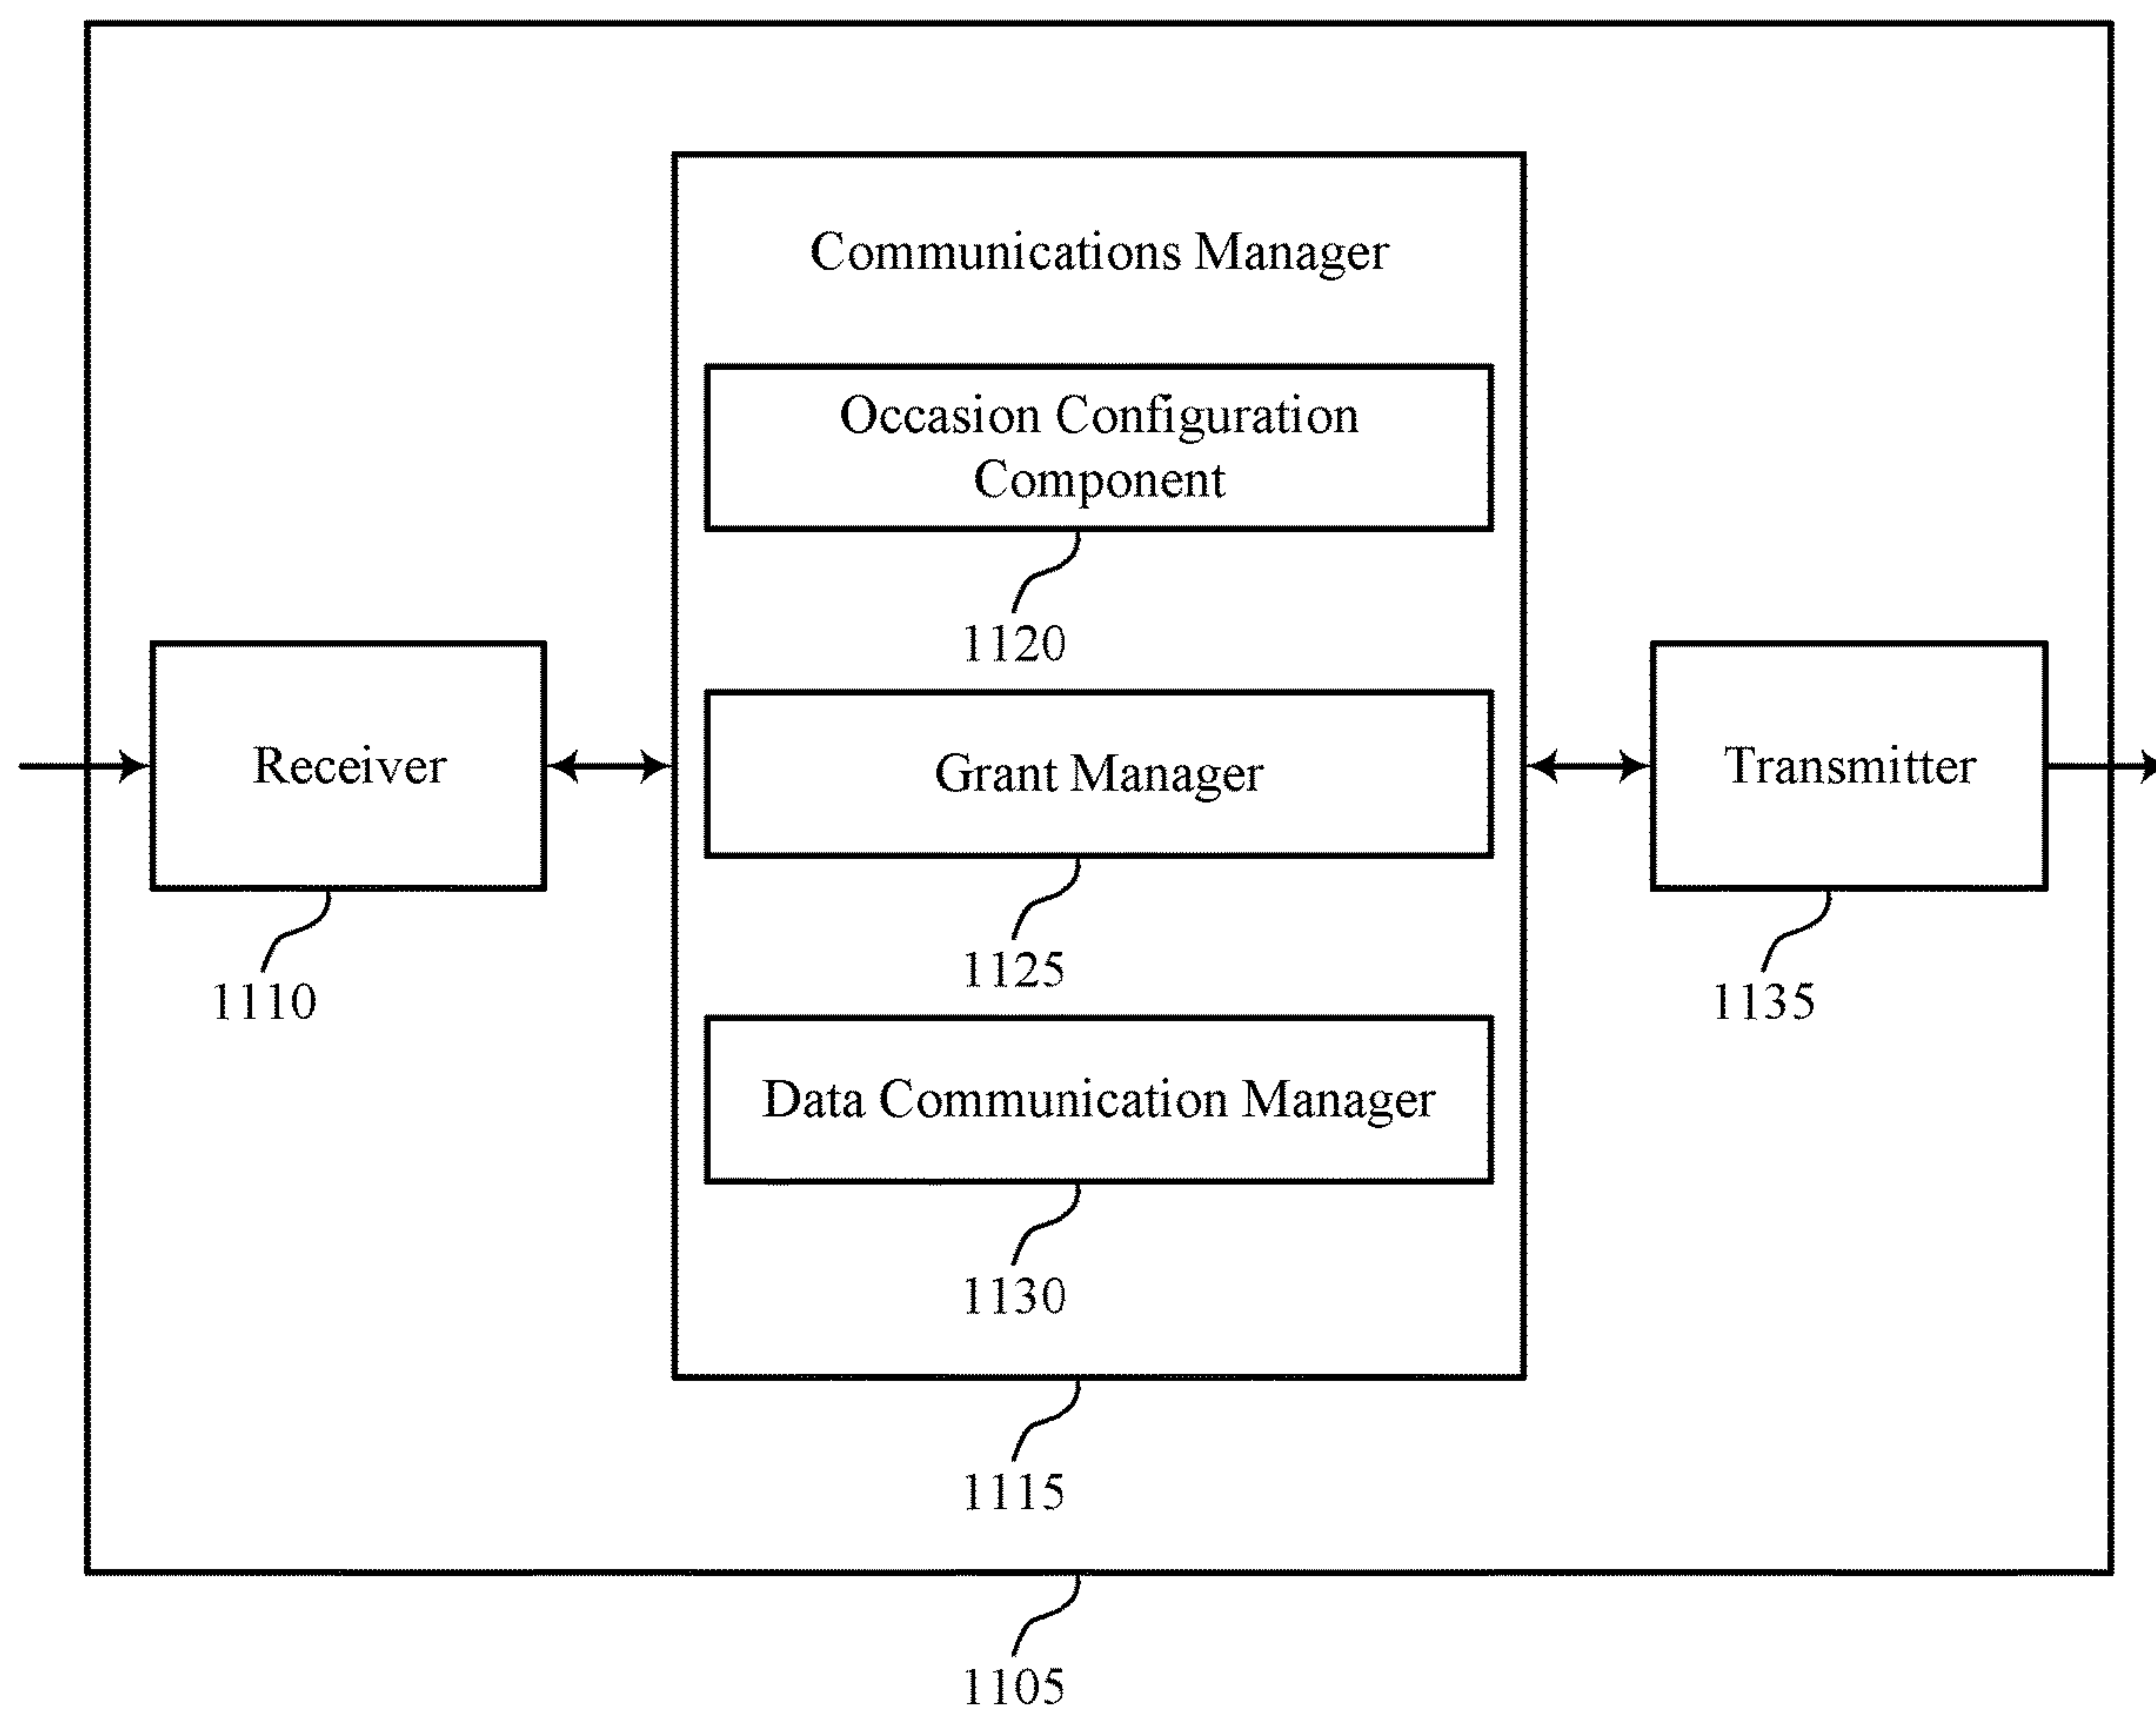 Communications Manager
Occasion Configuration
Component
1120
Receiver
Grant Manager
Transmitter
1110
1125
1135
Data Communication Manager
1130
1115
1105